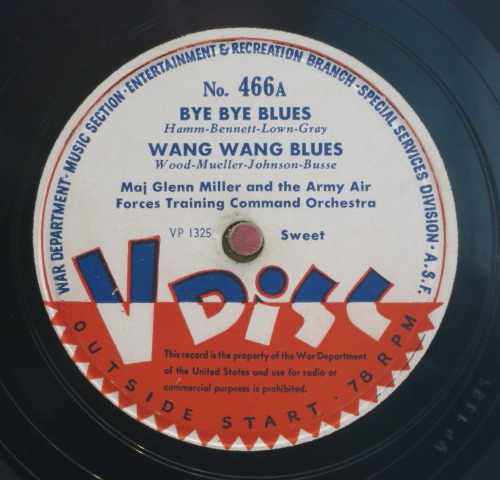 WAR DEPARTMENT · MUSIC SECTION · ENTERTAINMENT & RECREATION BRANCH · SPECIAL SERVICES DIVISION · A.S.F.
No. 466A
BYE BYE BLUES
Hamm-Bennett-Lown-Gray
WANG WANG BLUES
Wood-Mueller-Johnson-Busse
Maj Glenn Miller and the Army Air
Forces Training Command Orchestra
VP 1325 Sweet
V DISC
This record is the property of the War Department
of the United States and use for radio or
commercial purposes is prohibited.
OUTSIDE START · 78 RPM
VP 1325